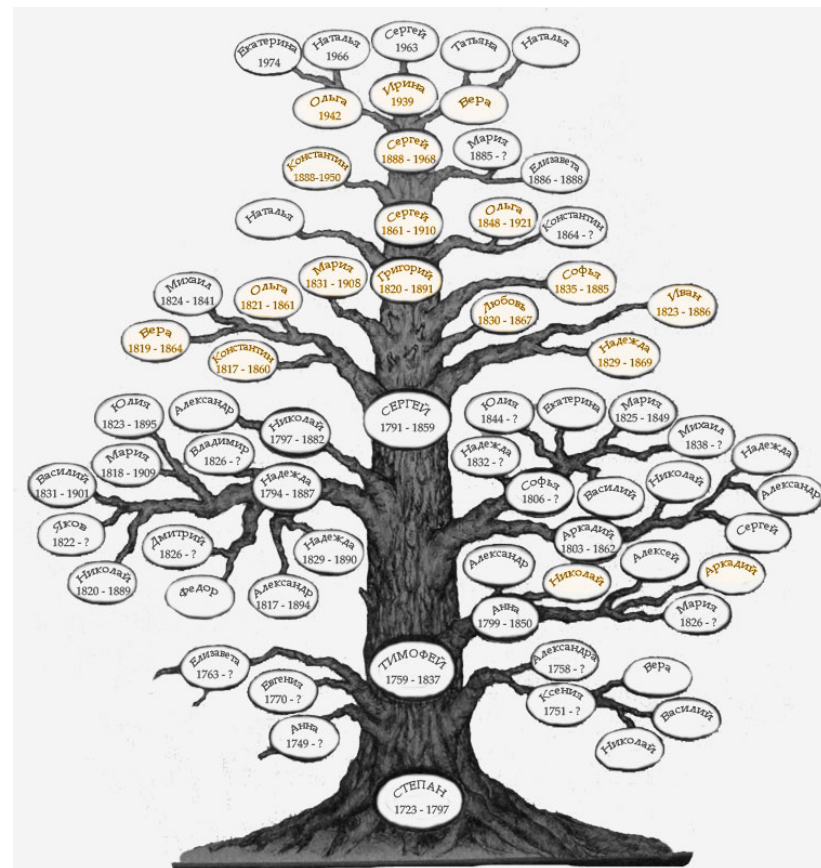 Екатерина
1974
Наталья
1966
Сергей
1963
Татьяна
Наталья
Ольга
1942
Ирина
1939
Вера
Константин
1888-1950
Сергей
1888 - 1968
Мария
1885 - ?
Елизавета
1886 - 1888
Наталья
Сергей
1861 - 1910
Ольга
1848 - 1921
Константин
1864 - ?
Михаил
1824 - 1841
Ольга
1821 - 1861
Мария
1831 - 1908
Григорий
1820 - 1891
Софья
1835 - 1885
Иван
1823 - 1886
Вера
1819 - 1864
Константин
1817 - 1860
Любовь
1830 - 1867
Надежда
1829 - 1869
СЕРГЕЙ
1791 - 1859
Юлия
1823 - 1895
Александр
Николай
1797 - 1882
Мария
1818 - 1909
Владимир
1826 - ?
Василий
1831 - 1901
Надежда
1794 - 1887
Яков
1822 - ?
Дмитрий
1826 - ?
Надежда
1829 - 1890
Николай
1820 - 1889
Федор
Александр
1817 - 1894
Юлия
1844 - ?
Екатерина
Мария
1825 - 1849
Михаил
1838 - ?
Надежда
1832 - ?
Софья
1806 - ?
Василий
Николай
Надежда
Александр
Аркадий
1803 - 1862
Сергей
Александр
Николай
Алексей
Аркадий
Анна
1799 - 1850
Мария
1826 - ?
ТИМОФЕЙ
1759 - 1837
Елизавета
1763 - ?
Евгения
1770 - ?
Анна
1749 - ?
Александра
1758 - ?
Ксения
1751 - ?
Вера
Василий
Николай
СТЕПАН
1723 - 1797